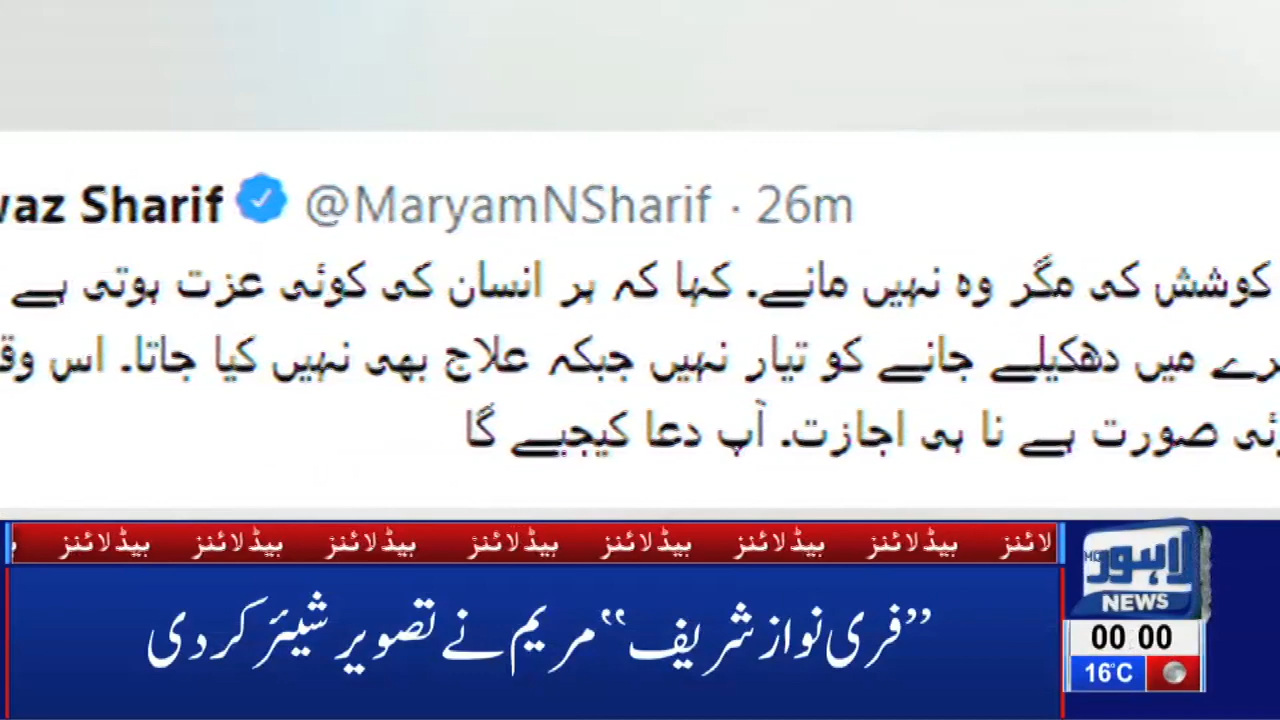 waz Sharif @MaryamNSharif · 26m
کوشش کی مگر وہ نہیں مانے۔ کہا کہ ہر انسان کی کوئی عزت ہوتی ہے
میں دھکیلے جانے کو تیار نہیں جبکہ علاج بھی نہیں کیا جاتا۔ اس
صورت ہے نا ہی اجازت۔ آپ دعا کیجیے گا
ہیڈلائنز ہیڈلائنز ہیڈلائنز ہیڈلائنز ہیڈلائنز ہیڈلائنز ہیڈلائنز
”فری نواز شریف“ مریم نے تصویر شیئر کر دی
لاہور
NEWS
00 00
16°C